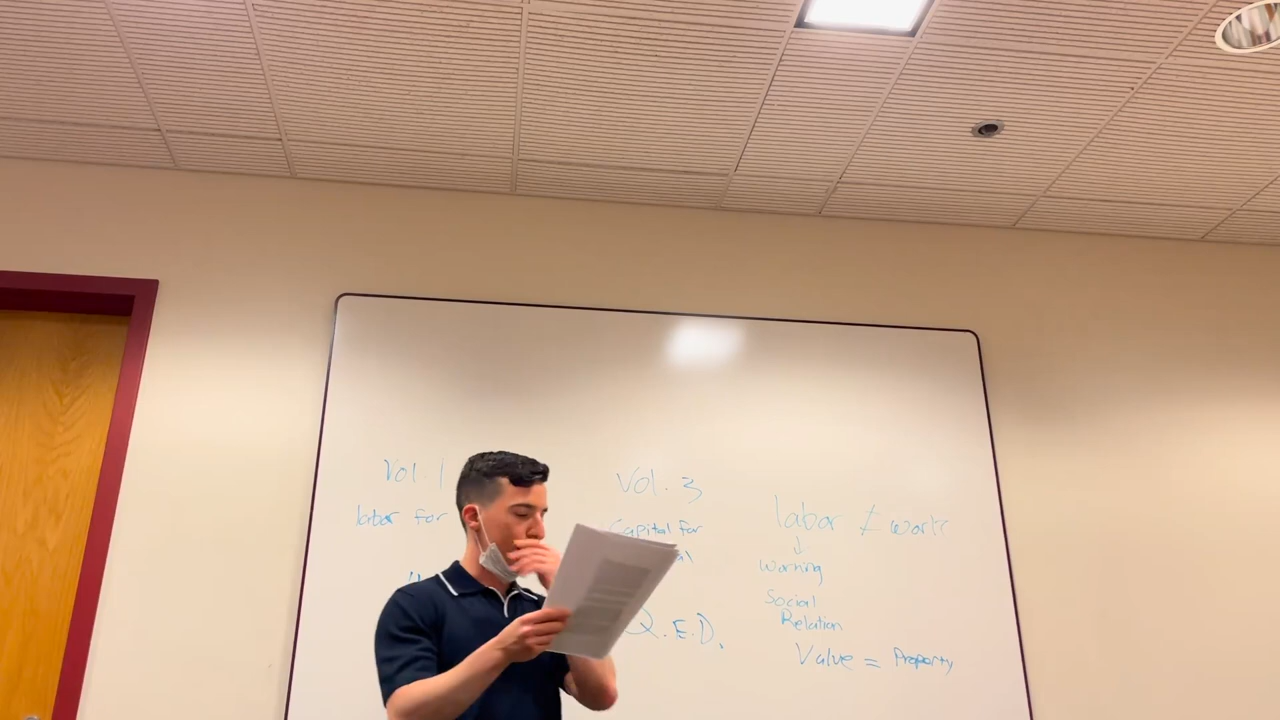 Vol. 1
labor for
Vol. 3
Capital for
Q.E.D.
labor ≠ work
↓
Working
Social
Relation
Value = Property